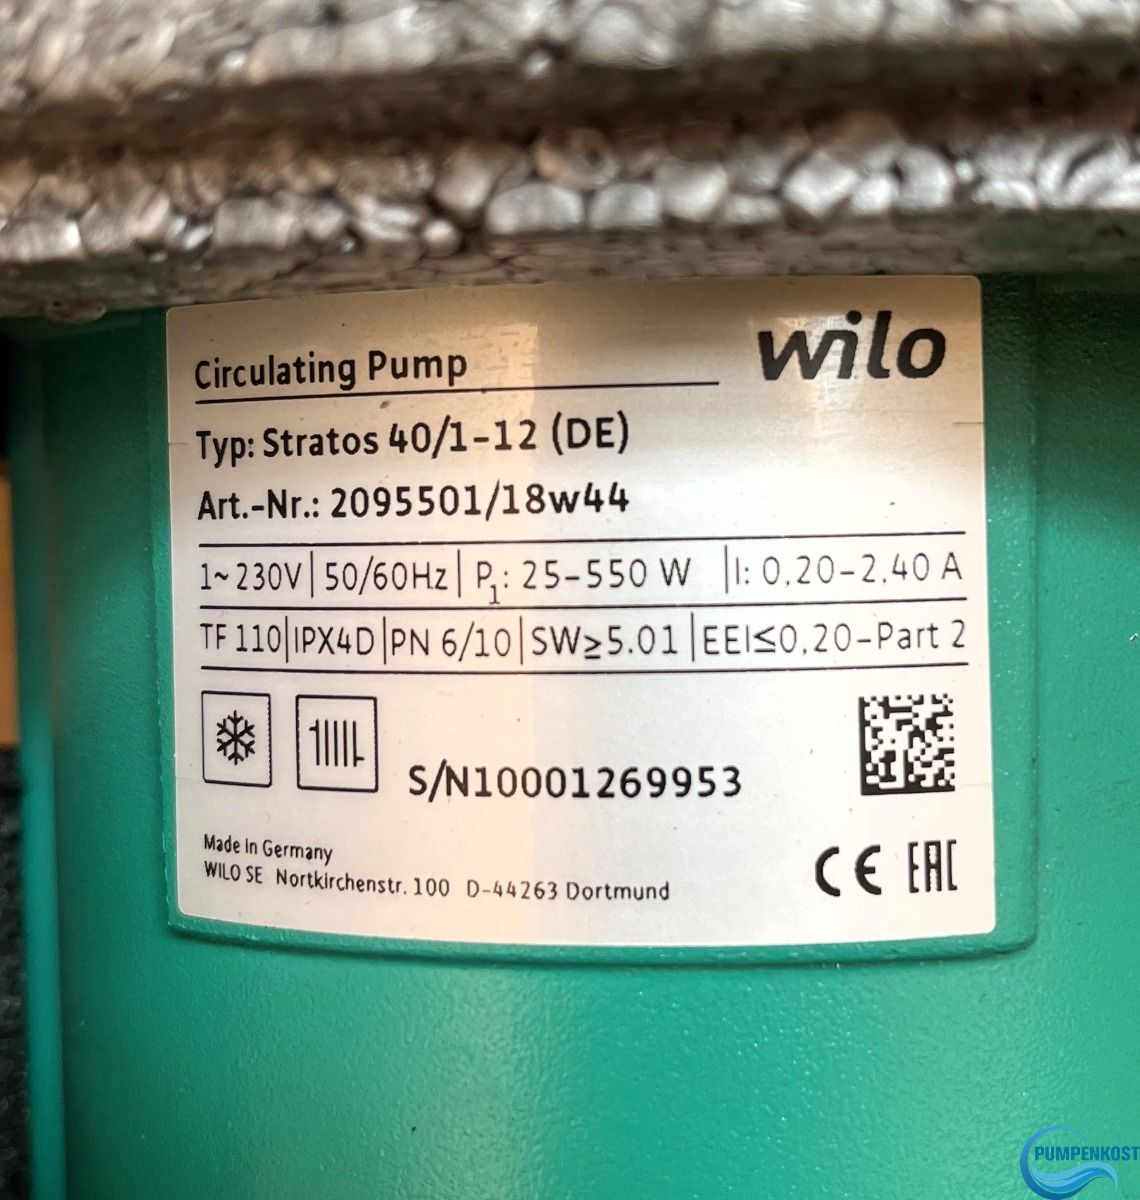 wilo
Circulating Pump
Typ: Stratos 40/1-12 (DE)
Art.-Nr.: 2095501/18w44
1~230V|50/60Hz|P1: 25-550 W |I: 0,20-2,40 A
TF 110|IPX4D|PN 6/10|SW≥5.01|EEI≤0,20-Part 2
S/N10001269953
Made in Germany
WILO SE Nortkirchenstr. 100 D-44263 Dortmund
CE EAC
PUMPENKOST